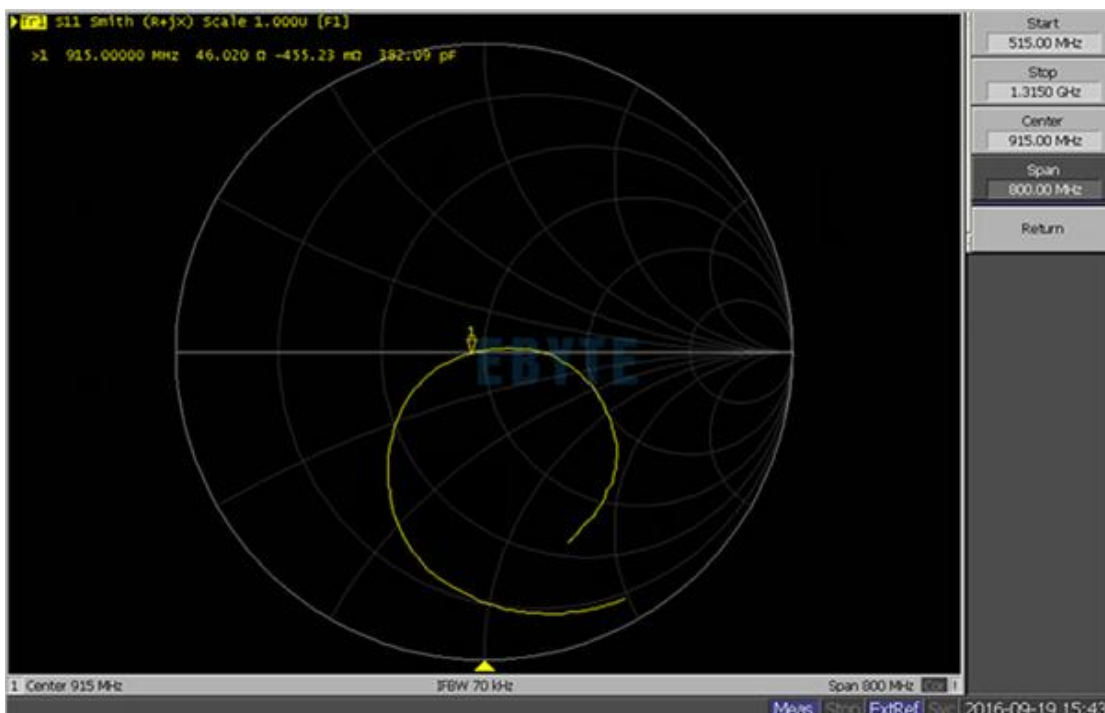 Tr1 S11 Smith (R+jX) Scale 1.000U [F1]
>1 915.00000 MHz 46.020 Ω -455.23 mΩ 382.09 pF
1
EBYTE
Start
515.00 MHz
Stop
1.3150 GHz
Center
915.00 MHz
Span
800.00 MHz
Return
1 Center 915 MHz IFBW 70 kHz Span 800 MHz Cor !
Meas Stop ExtRef Svc 2016-09-19 15:43